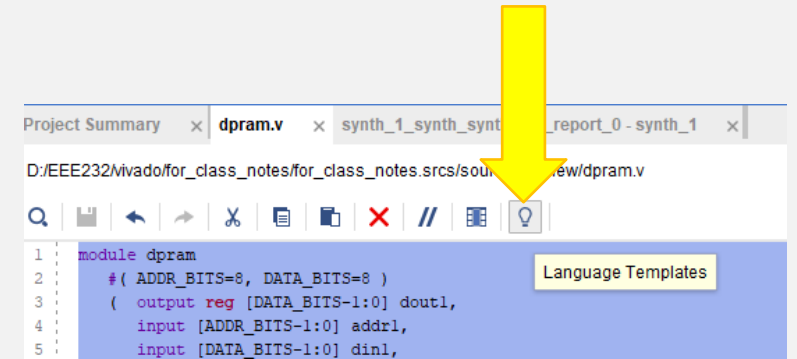 Project Summary × dpram.v × synth_1_synth_synt _report_0 - synth_1 ×
D:/EEE232/vivado/for_class_notes/for_class_notes.srcs/sour ew/dpram.v
//
Language Templates
1 module dpram
2 #( ADDR_BITS=8, DATA_BITS=8 )
3 ( output reg [DATA_BITS-1:0] dout1,
4 input [ADDR_BITS-1:0] addr1,
5 input [DATA_BITS-1:0] din1,